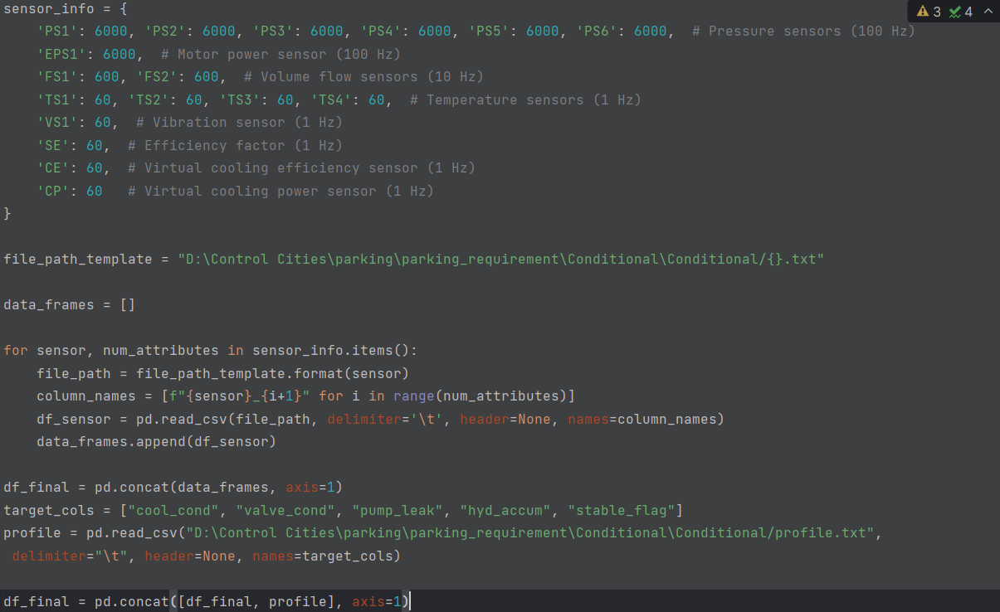 sensor_info = {
3 4
    'PS1': 6000, 'PS2': 6000, 'PS3': 6000, 'PS4': 6000, 'PS5': 6000, 'PS6': 6000,  # Pressure sensors (100 Hz)
    'EPS1': 6000,  # Motor power sensor (100 Hz)
    'FS1': 600, 'FS2': 600,  # Volume flow sensors (10 Hz)
    'TS1': 60, 'TS2': 60, 'TS3': 60, 'TS4': 60,  # Temperature sensors (1 Hz)
    'VS1': 60,  # Vibration sensor (1 Hz)
    'SE': 60,  # Efficiency factor (1 Hz)
    'CE': 60,  # Virtual cooling efficiency sensor (1 Hz)
    'CP': 60   # Virtual cooling power sensor (1 Hz)
}
file_path_template = "D:\Control Cities\parking\parking_requirement\Conditional\Conditional/{}.txt"
data_frames = []
for sensor, num_attributes in sensor_info.items():
    file_path = file_path_template.format(sensor)
    column_names = [f"{sensor}_{i+1}" for i in range(num_attributes)]
    df_sensor = pd.read_csv(file_path, delimiter='\t', header=None, names=column_names)
    data_frames.append(df_sensor)
df_final = pd.concat(data_frames, axis=1)
target_cols = ["cool_cond", "valve_cond", "pump_leak", "hyd_accum", "stable_flag"]
profile = pd.read_csv("D:\Control Cities\parking\parking_requirement\Conditional\Conditional/profile.txt",
 delimiter="\t", header=None, names=target_cols)
df_final = pd.concat([df_final, profile], axis=1)